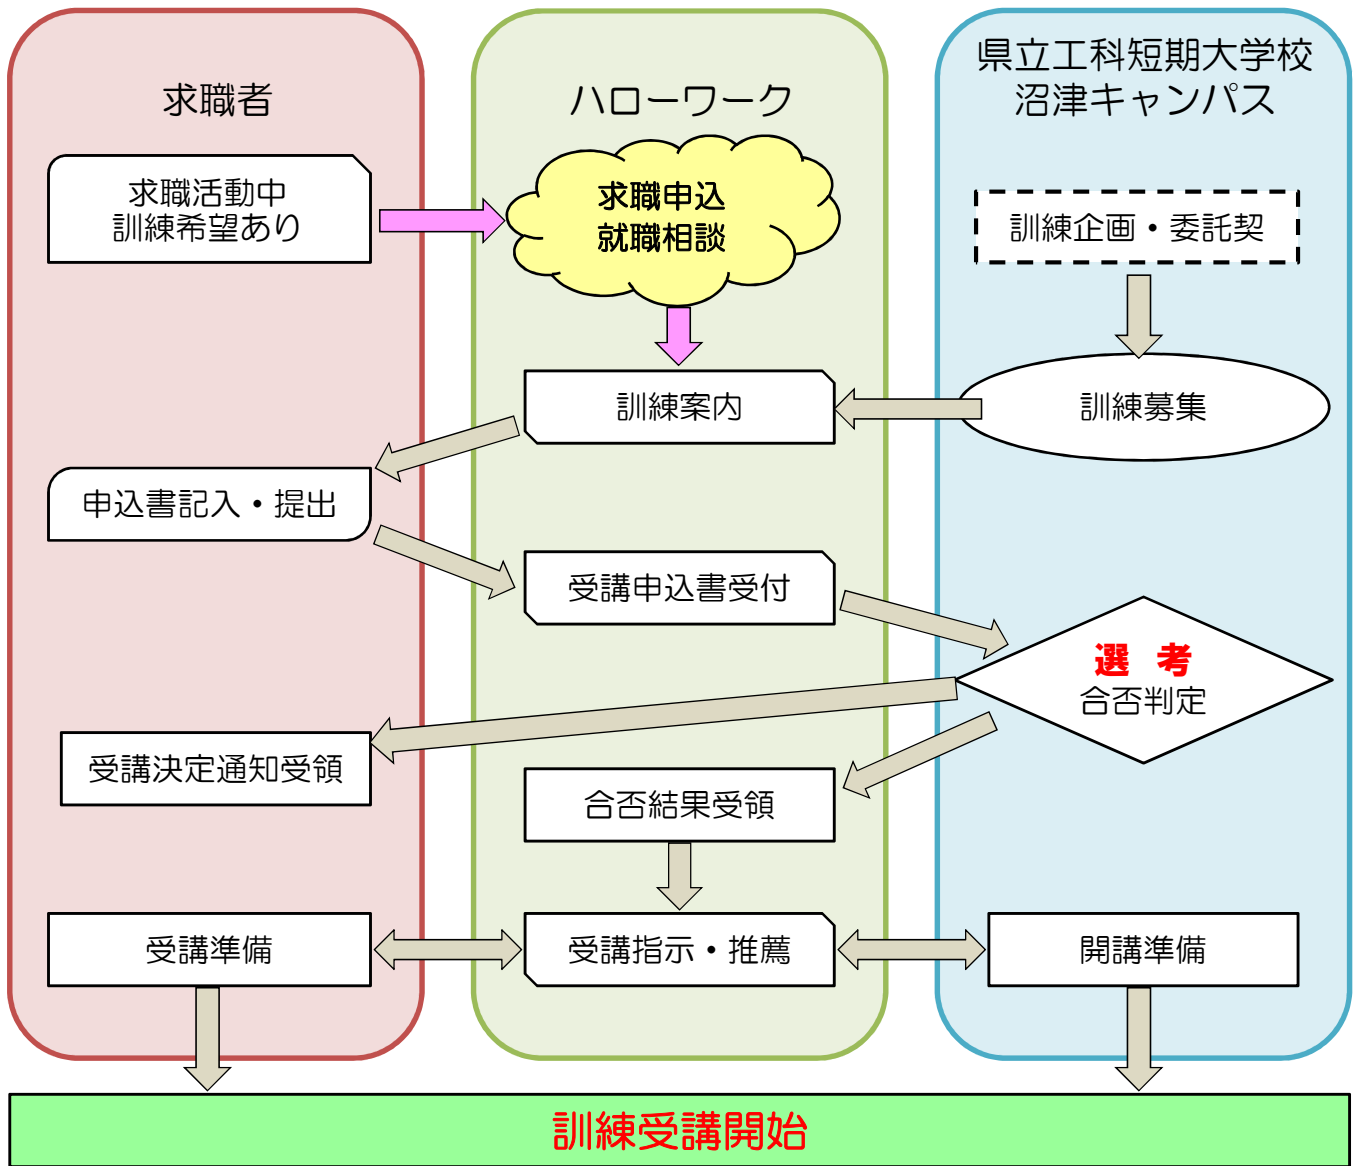 求職者
ハローワーク
県立工科短期大学校
沼津キャンパス
求職活動中
訓練希望あり
求職申込
就職相談
訓練企画・委託契
訓練案内
訓練募集
申込書記入・提出
受講申込書受付
選 考
合否判定
受講決定通知受領
合否結果受領
受講準備
受講指示・推薦
開講準備
訓練受講開始